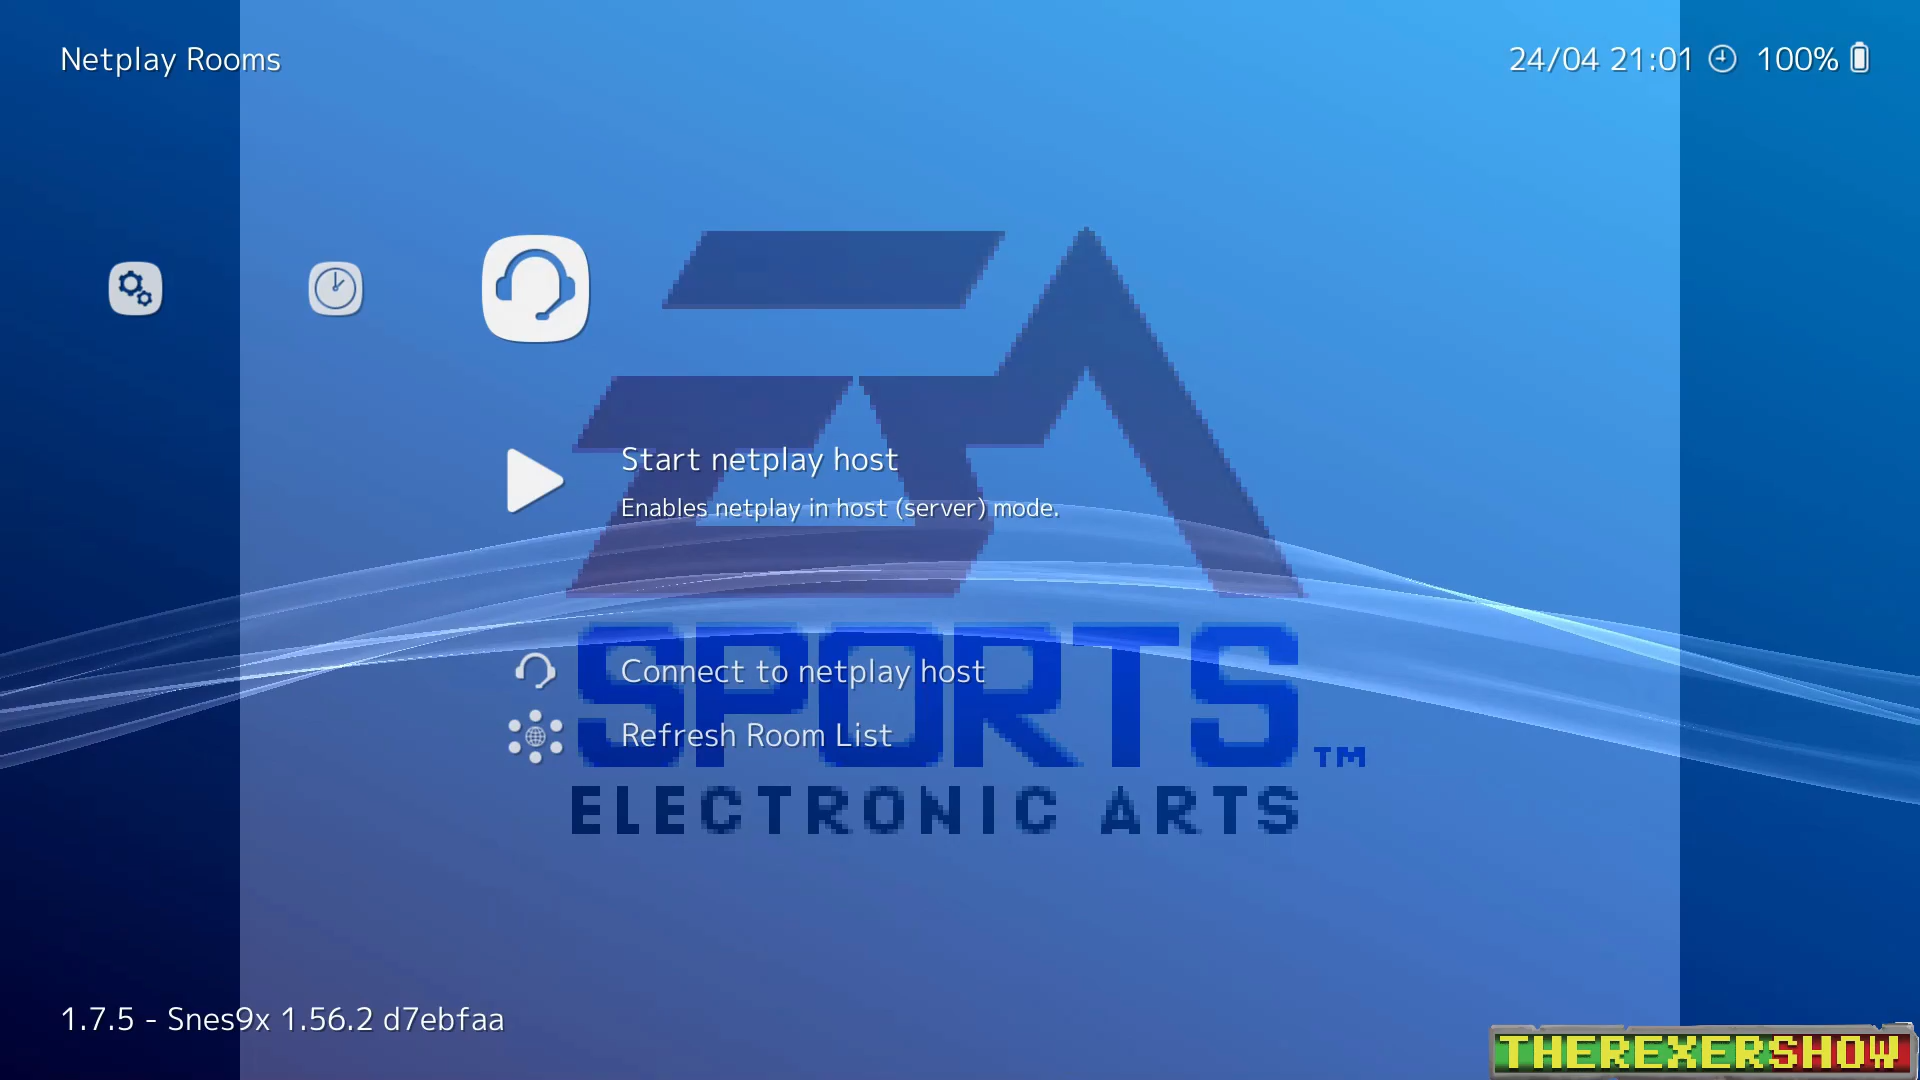 Netplay Rooms
24/04 21:01 100%
EA
Start netplay host
Enables netplay in host (server) mode.
SPORTS TM
Connect to netplay host
Refresh Room List
ELECTRONIC ARTS
1.7.5 - Snes9x 1.56.2 d7ebfaa
THEREXERSHOW